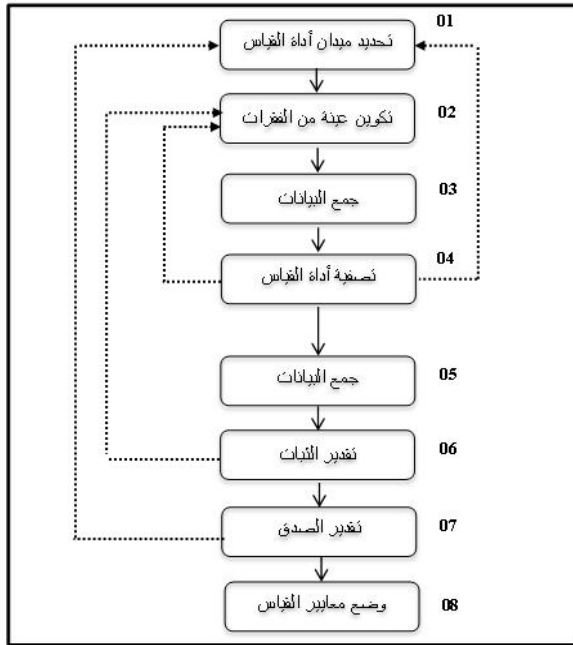 01
تحديد ميدان أداة القياس
02
تكوين عينة من الفقرات
03
جمع البيانات
04
تصفية أداة القياس
05
جمع البيانات
06
تقدير الثبات
07
تقدير الصدق
08
وضع معايير القياس